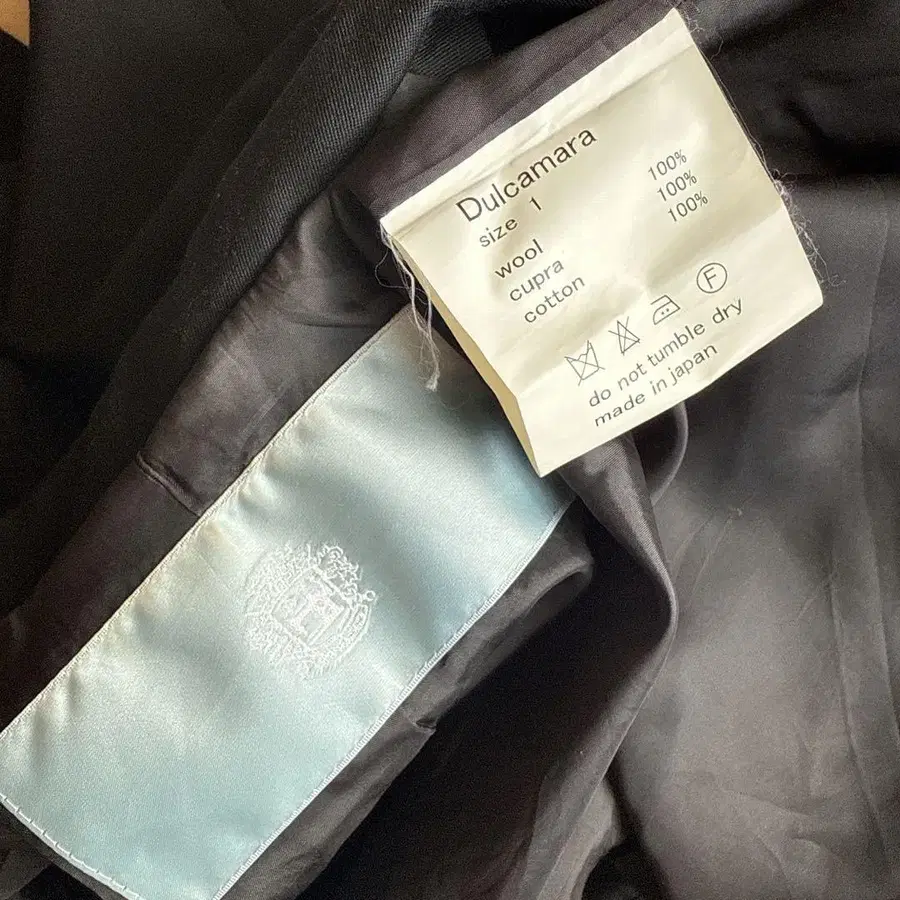 Dulcamara
size 1
wool 100%
cupra 100%
cotton 100%
F
do not tumble dry
made in japan